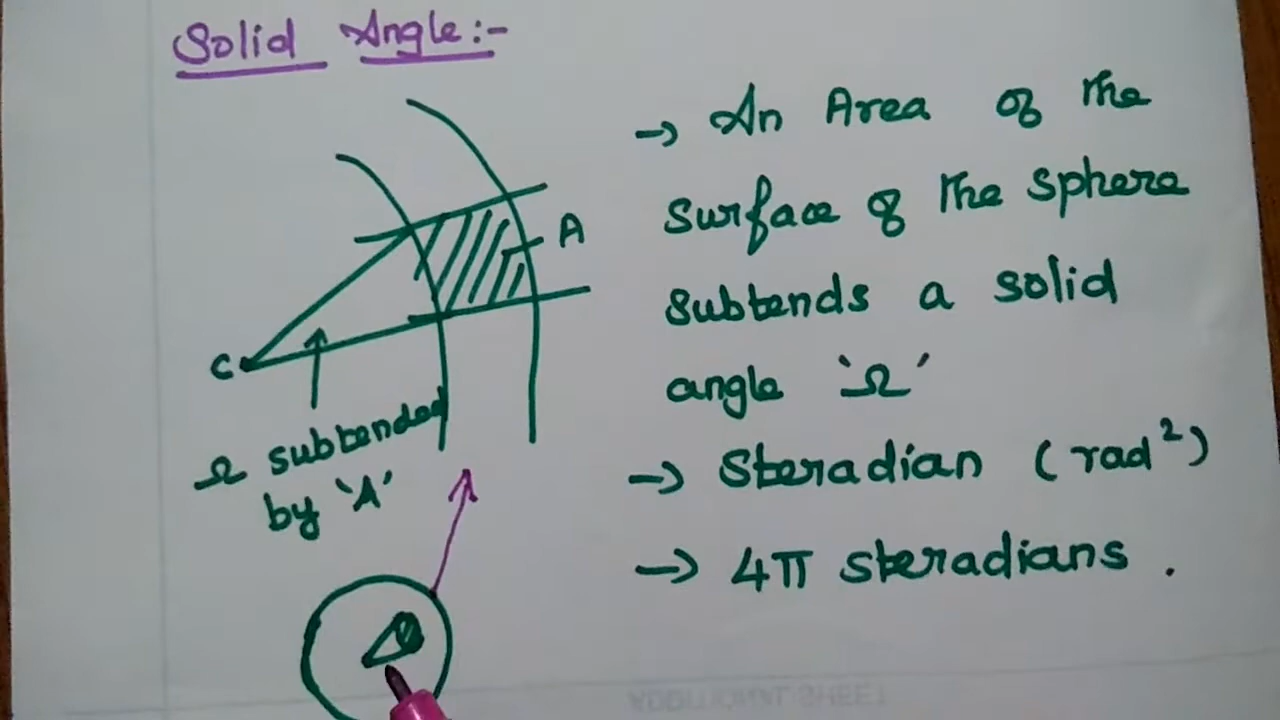 Solid Angle:-
→ An Area of the
surface of the sphere
subtends a solid
angle 'Ω'
→ Steradian (rad²)
→ 4π steradians.
A
C
Ω subtended
by 'A'